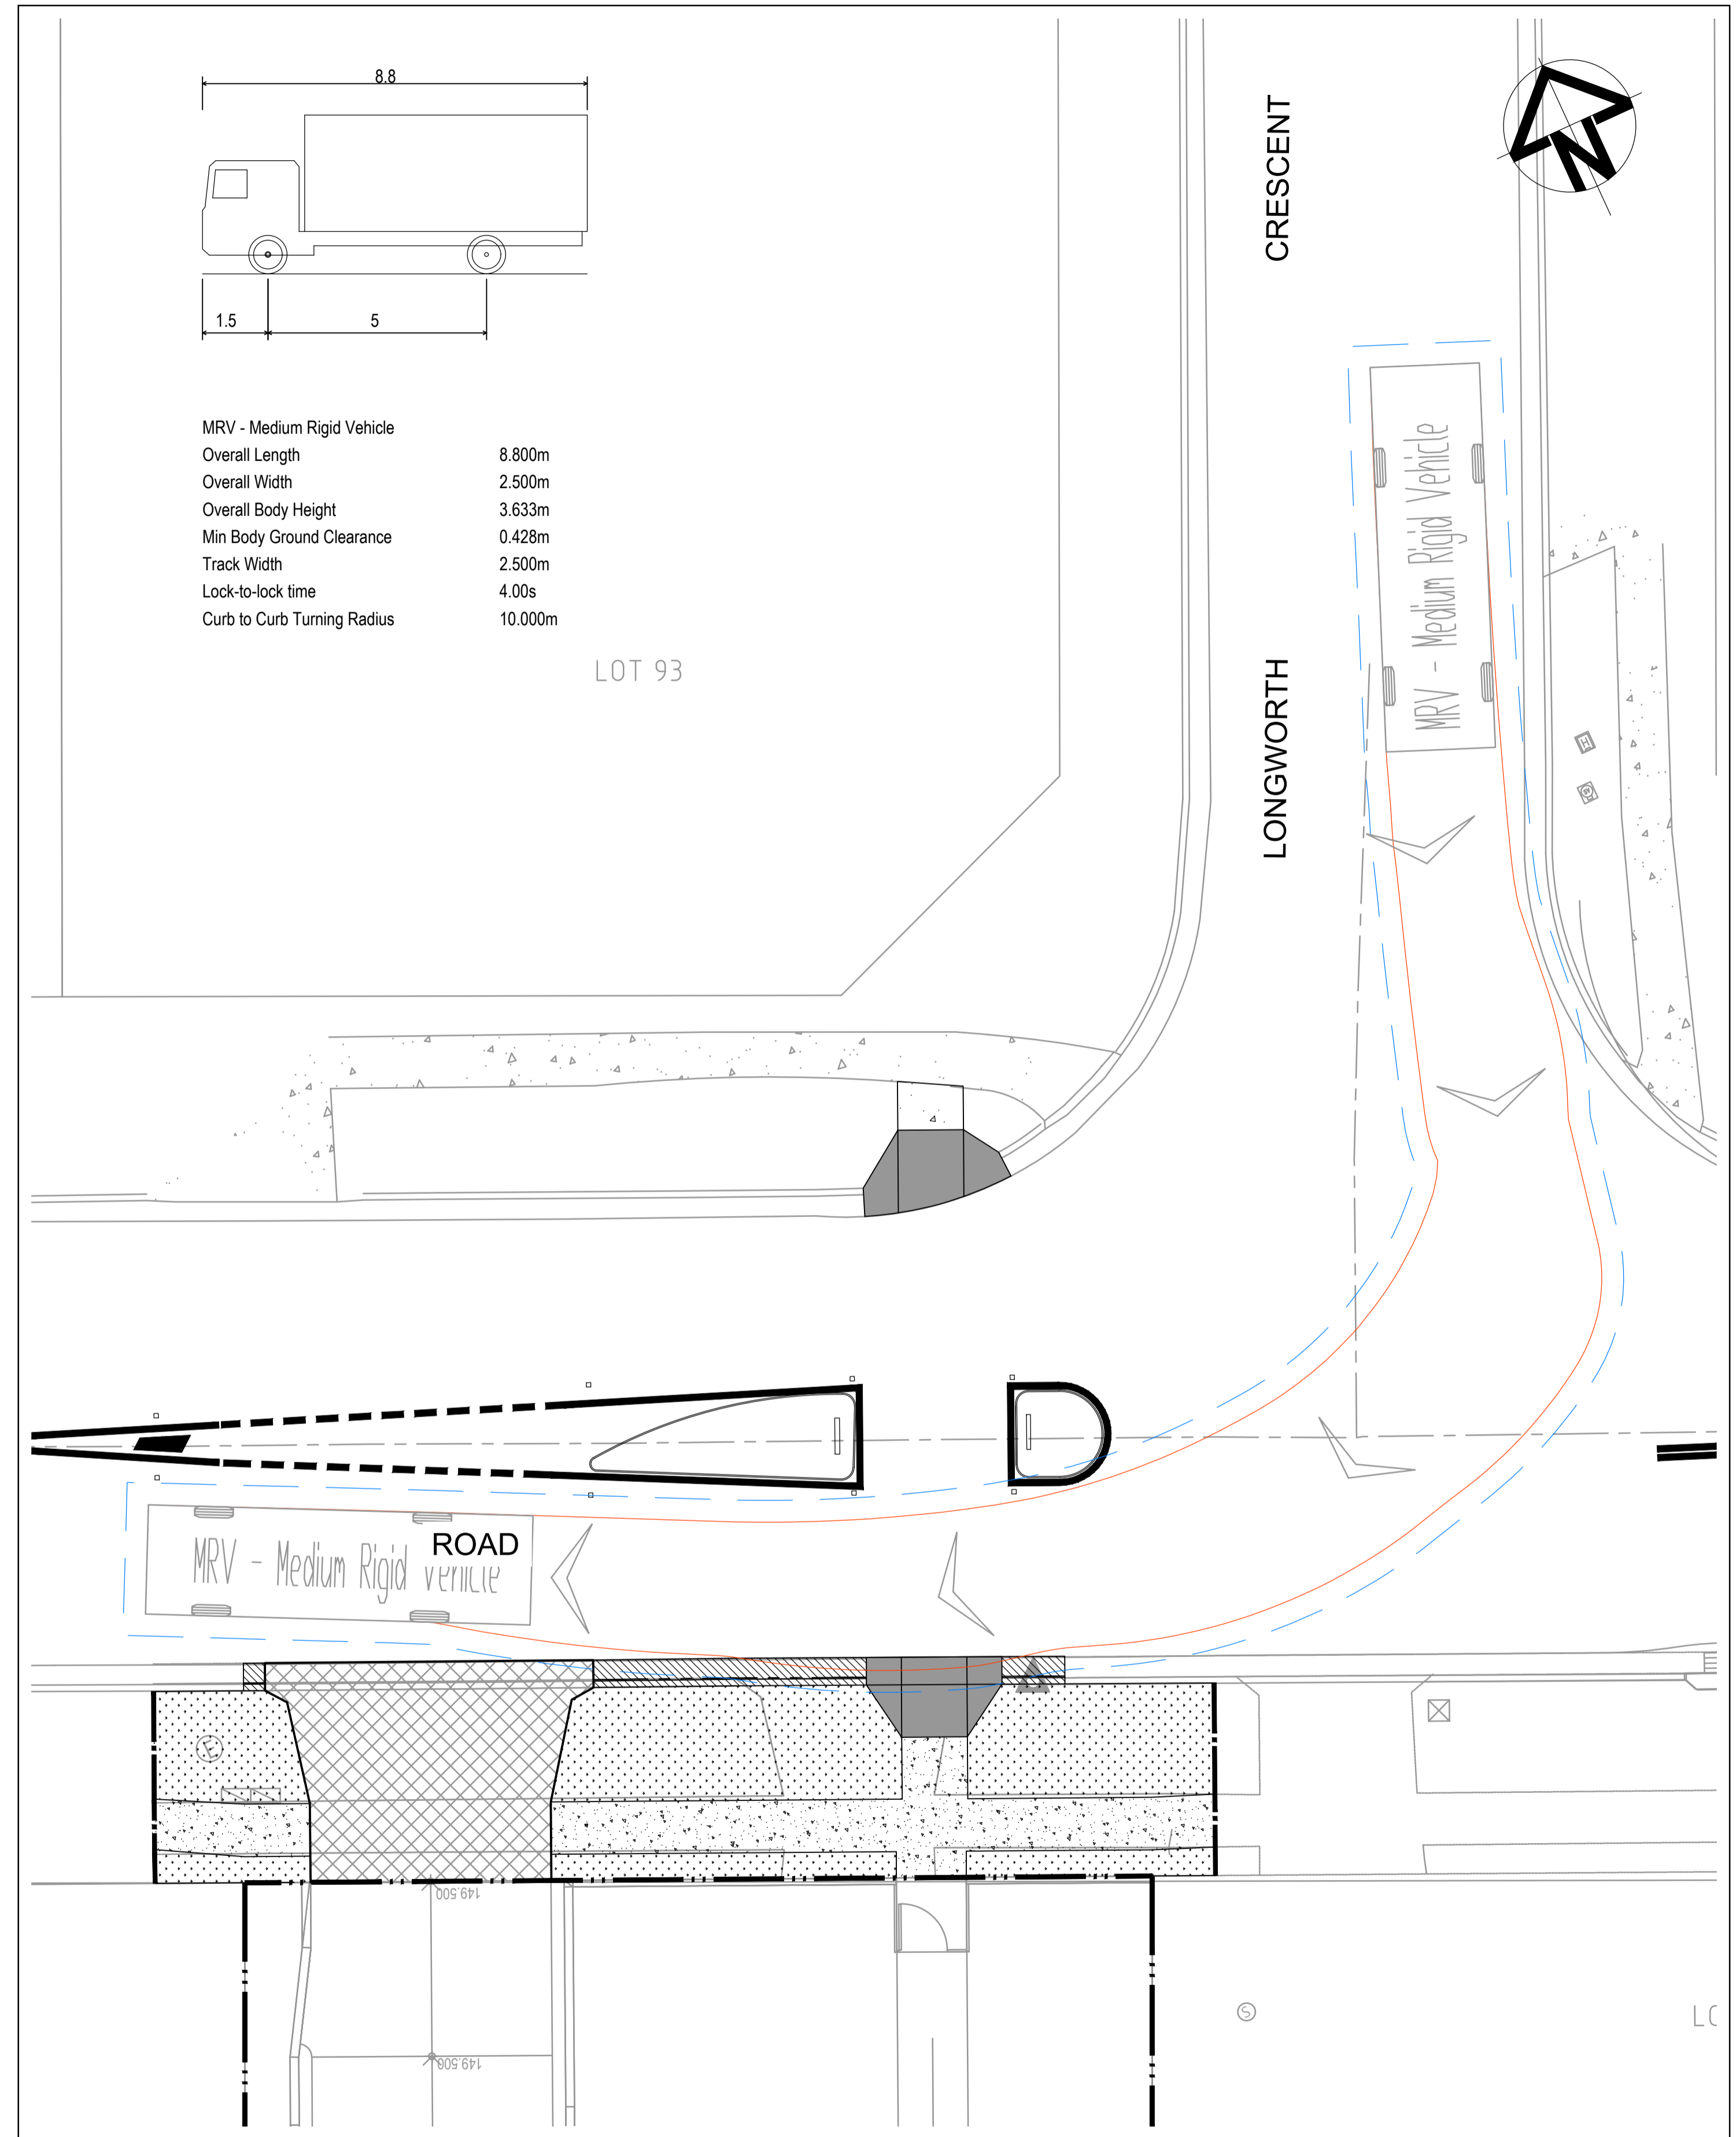 8.8
N
CRESCENT
1.5
5
MRV - Medium Rigid Vehicle
Overall Length 8.800m
Overall Width 2.500m
Overall Body Height 3.633m
Min Body Ground Clearance 0.428m
Track Width 2.500m
Lock-to-lock time 4.00s
Curb to Curb Turning Radius 10.000m
MRV - Medium Rigid Vehicle
LOT 93
LONGWORTH
H
MRV - Medium Rigid Vehicle
ROAD
E
149.500
S
LO
149.500